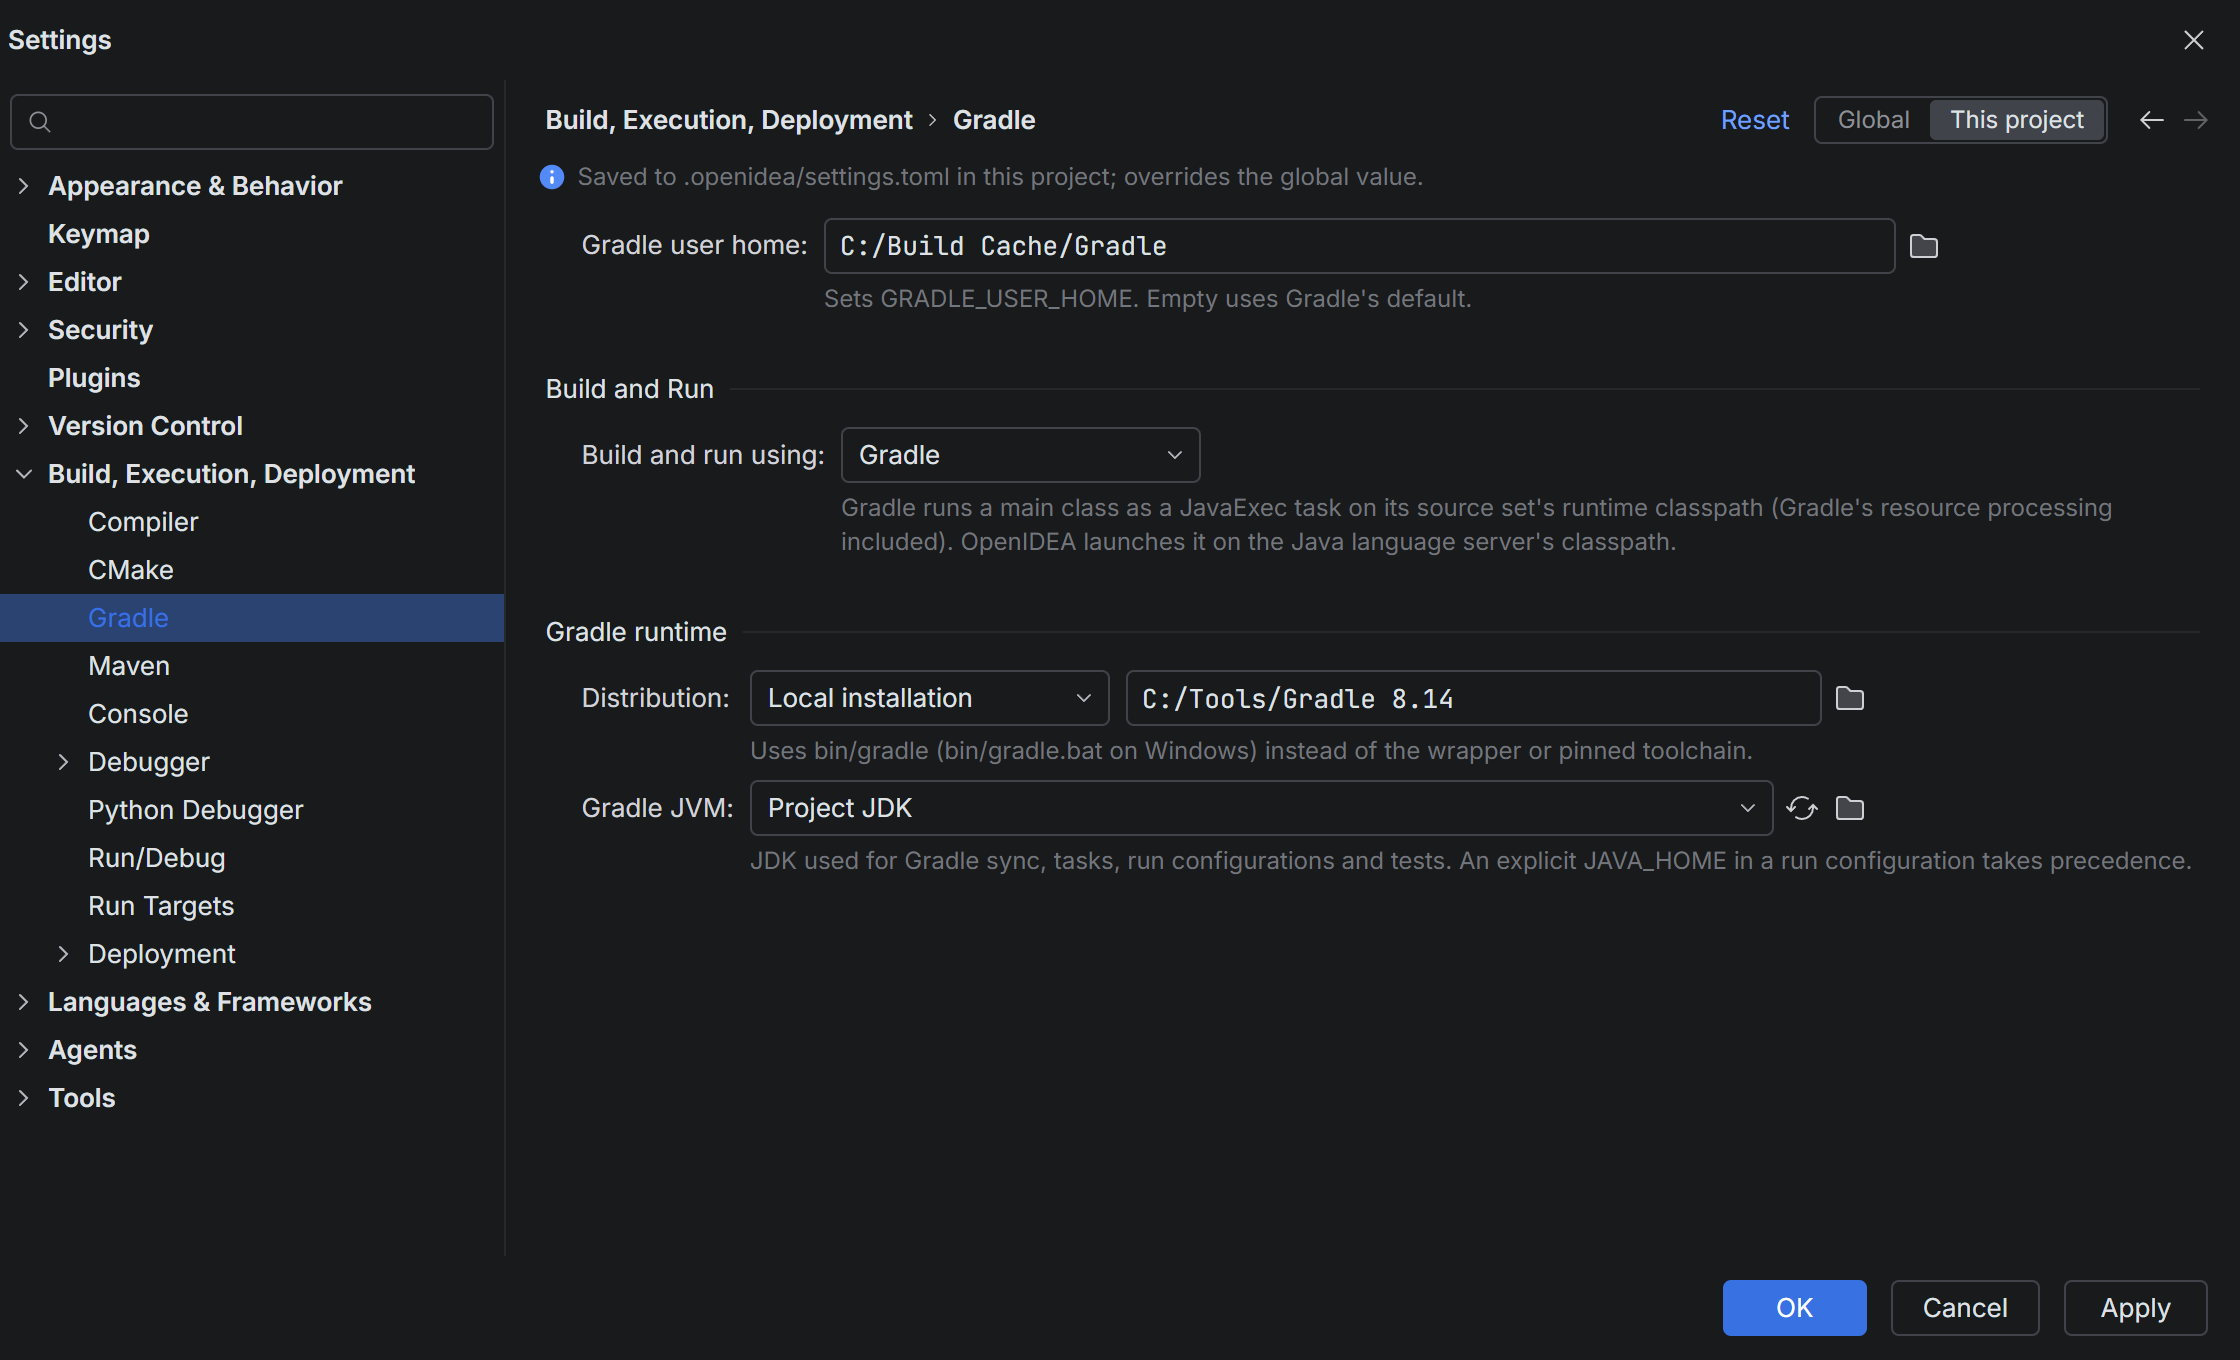 Settings
Appearance & Behavior
Keymap
Editor
Security
Plugins
Version Control
Build, Execution, Deployment
Compiler
CMake
Gradle
Maven
Console
Debugger
Python Debugger
Run/Debug
Run Targets
Deployment
Languages & Frameworks
Agents
Tools
Build, Execution, Deployment › Gradle
Reset Global This project
Saved to .openidea/settings.toml in this project; overrides the global value.
Gradle user home: C:/Build Cache/Gradle
Sets GRADLE_USER_HOME. Empty uses Gradle's default.
Build and Run
Build and run using: Gradle
Gradle runs a main class as a JavaExec task on its source set's runtime classpath (Gradle's resource processing
included). OpenIDEA launches it on the Java language server's classpath.
Gradle runtime
Distribution: Local installation C:/Tools/Gradle 8.14
Uses bin/gradle (bin/gradle.bat on Windows) instead of the wrapper or pinned toolchain.
Gradle JVM: Project JDK
JDK used for Gradle sync, tasks, run configurations and tests. An explicit JAVA_HOME in a run configuration takes precedence.
OK Cancel Apply